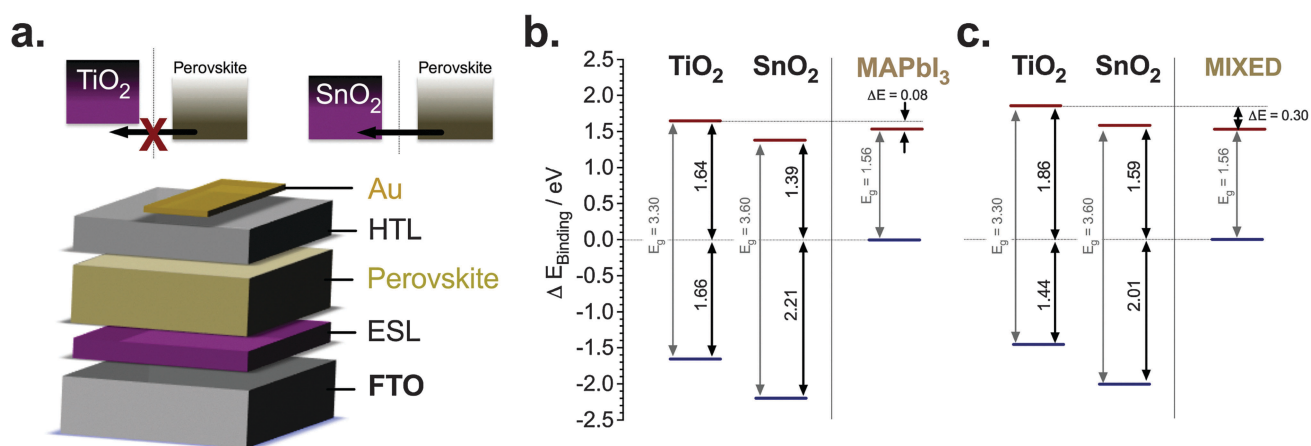 a.
TiO2
Perovskite
SnO2
Perovskite
X
Au
HTL
Perovskite
ESL
FTO
b.
Δ EBinding / eV
2.5
2.0
1.5
1.0
0.5
0.0
-0.5
-1.0
-1.5
-2.0
-2.5
TiO2
SnO2
MAPbI3
ΔE = 0.08
Eg = 3.30
1.64
1.66
Eg = 3.60
1.39
2.21
Eg = 1.56
c.
TiO2
SnO2
MIXED
ΔE = 0.30
Eg = 3.30
1.86
1.44
Eg = 3.60
1.59
2.01
Eg = 1.56